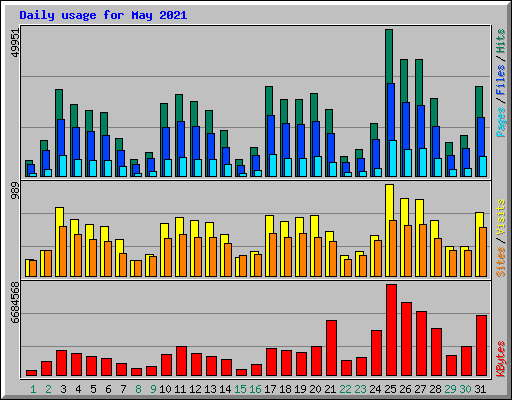 Daily usage for May 2021
49951
Pages / Files / Hits
989
Sites / Visits
6684568
KBytes
1 2 3 4 5 6 7 8 9 10 11 12 13 14 15 16 17 18 19 20 21 22 23 24 25 26 27 28 29 30 31